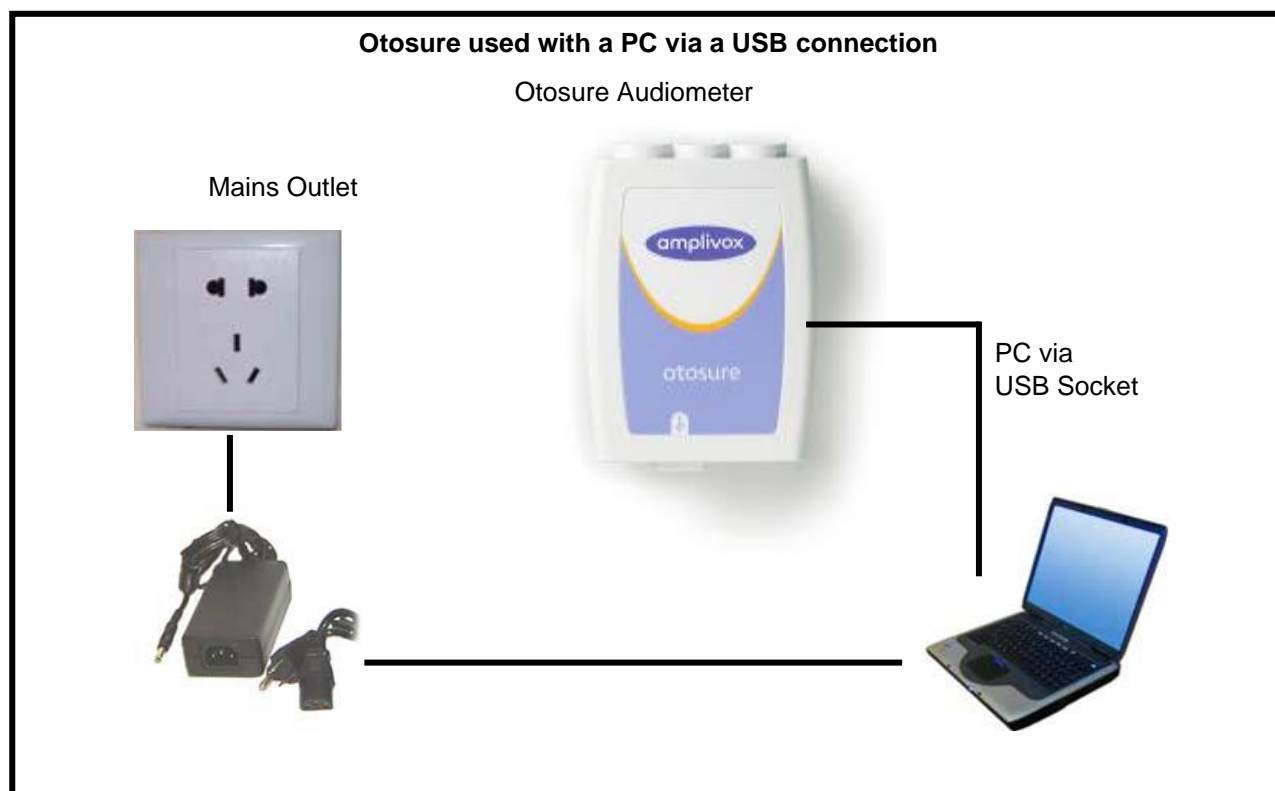 Otosure used with a PC via a USB connection
Otosure Audiometer
Mains Outlet
amplivox
otosure
PC via
USB Socket